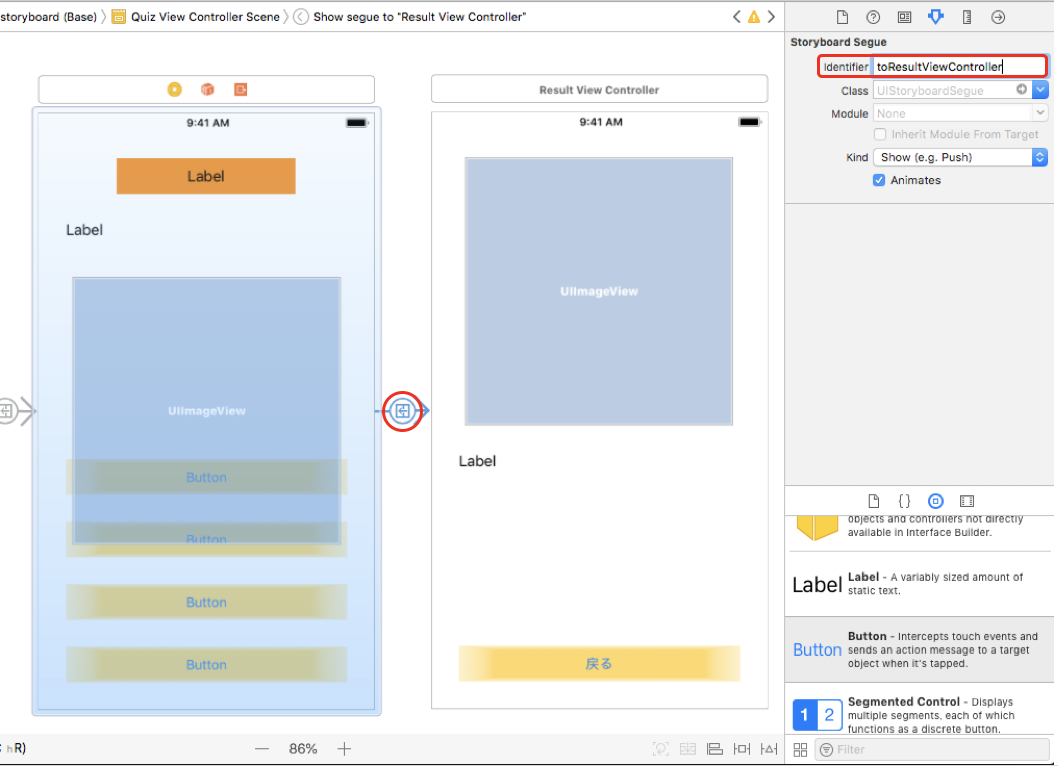 storyboard (Base) Quiz View Controller Scene Show segue to "Result View Controller"
Storyboard Segue
Identifier toResultViewController
Class UIStoryboardSegue
Module None
Inherit Module From Target
Kind Show (e.g. Push)
Animates
9:41 AM
Label
Label
UIImageView
Button
Button
Button
Button
Result View Controller
9:41 AM
UIImageView
Label
戻る
objects and controllers not directly
available in Interface Builder.
Label
Label - A variably sized amount of
static text.
Button
Button - Intercepts touch events and
sends an action message to a target
object when it's tapped.
1 2
Segmented Control - Displays
multiple segments, each of which
functions as a discrete button.
hR)
86%
Filter